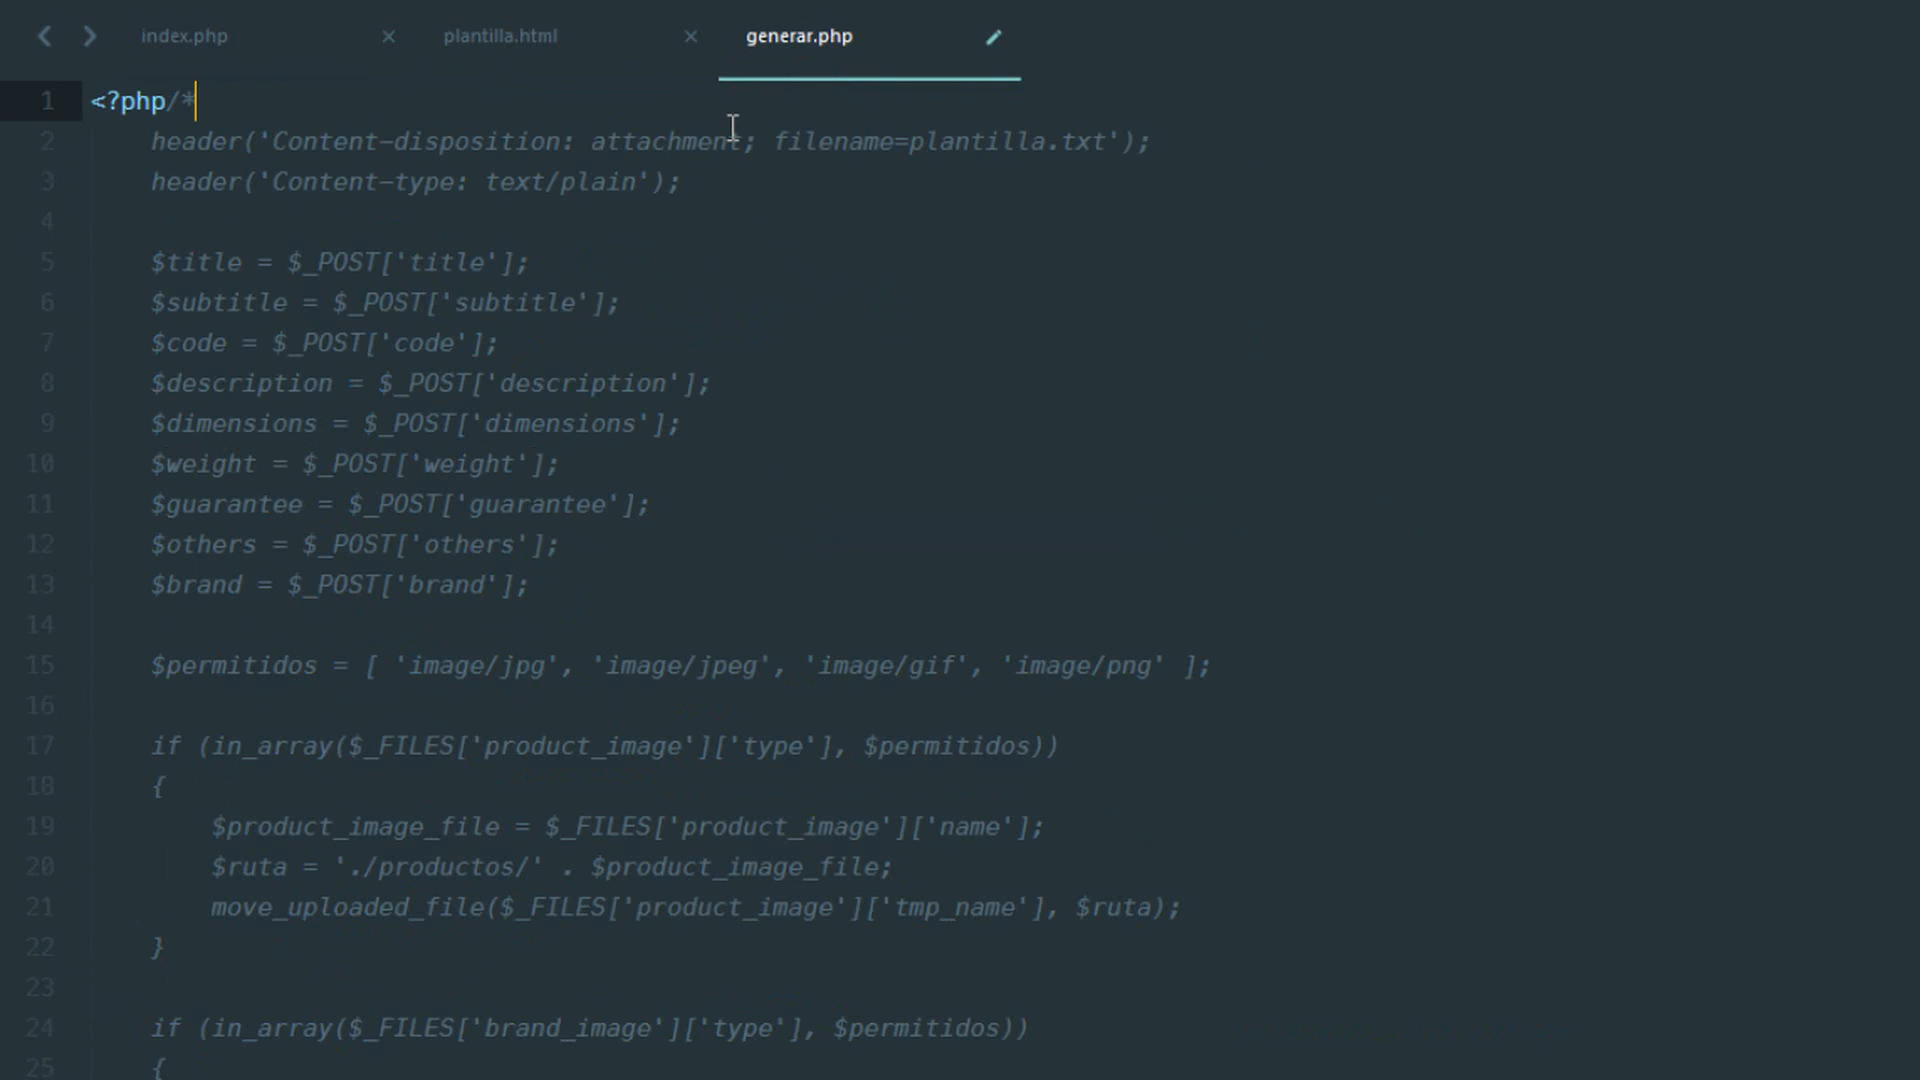 index.php × plantilla.html × generar.php
1 <?php/*
2 header('Content-disposition: attachment; filename=plantilla.txt');
3 header('Content-type: text/plain');
4
5 $title = $_POST['title'];
6 $subtitle = $_POST['subtitle'];
7 $code = $_POST['code'];
8 $description = $_POST['description'];
9 $dimensions = $_POST['dimensions'];
10 $weight = $_POST['weight'];
11 $guarantee = $_POST['guarantee'];
12 $others = $_POST['others'];
13 $brand = $_POST['brand'];
14
15 $permitidos = [ 'image/jpg', 'image/jpeg', 'image/gif', 'image/png' ];
16
17 if (in_array($_FILES['product_image']['type'], $permitidos))
18 {
19 $product_image_file = $_FILES['product_image']['name'];
20 $ruta = './productos/' . $product_image_file;
21 move_uploaded_file($_FILES['product_image']['tmp_name'], $ruta);
22 }
23
24 if (in_array($_FILES['brand_image']['type'], $permitidos))
25 {